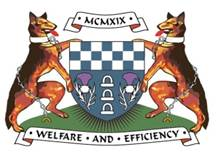 · MCMXIX ·
· WELFARE · AND · EFFICIENCY ·